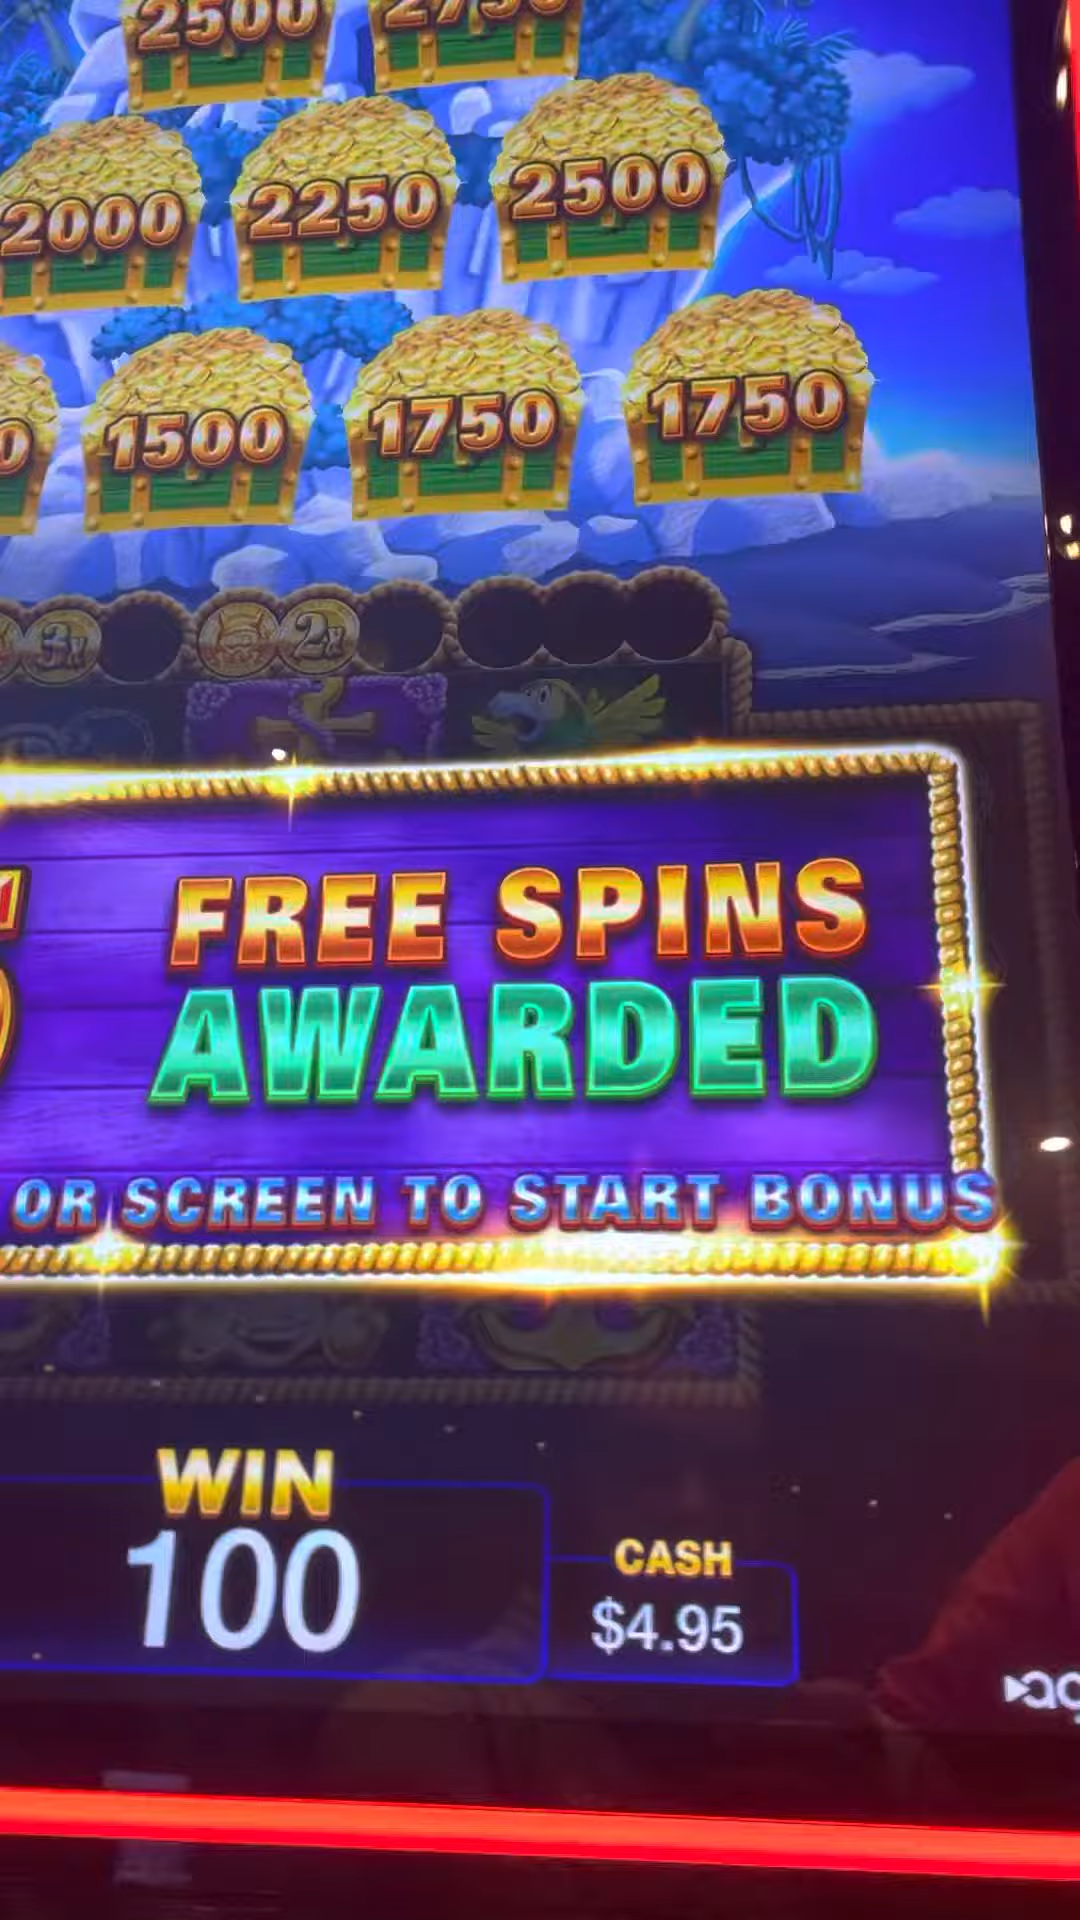 2500 2750
2000 2250 2500
1500 1750 1750
3x 2x
FREE SPINS
AWARDED
OR SCREEN TO START BONUS
WIN
100
CASH
$4.95